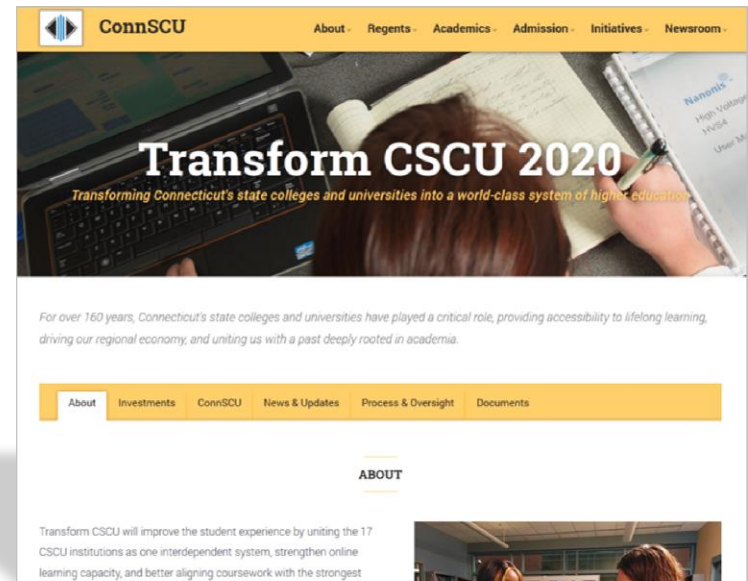 ConnSCU
About Regents Academics Admission Initiatives Newsroom
Nanonis
High Voltage
HVS4
User M
Transform CSCU 2020
Transforming Connecticut's state colleges and universities into a world-class system of higher education
For over 160 years, Connecticut's state colleges and universities have played a critical role, providing accessibility to lifelong learning,
driving our regional economy, and uniting us with a past deeply rooted in academia.
About Investments ConnSCU News & Updates Process & Oversight Documents
ABOUT
Transform CSCU will improve the student experience by uniting the 17
CSCU institutions as one interdependent system, strengthen online
learning capacity, and better aligning coursework with the strongest